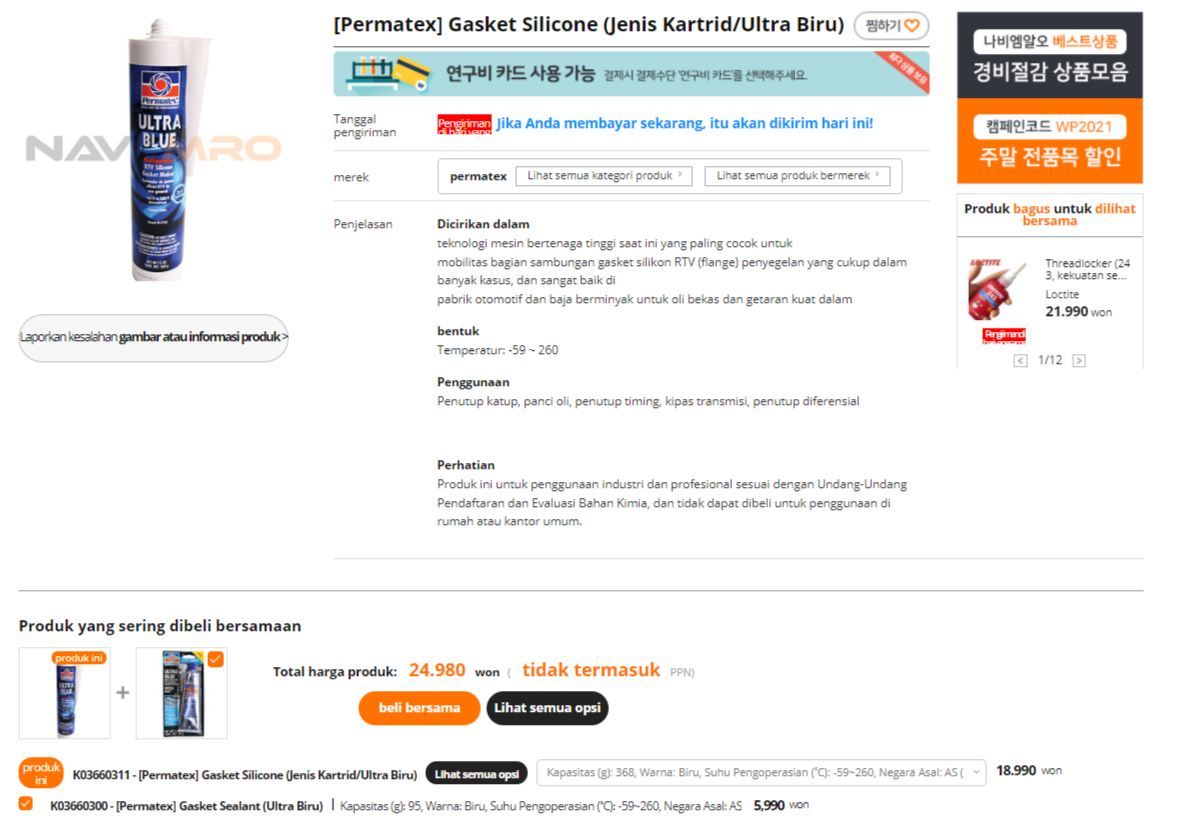 [Permatex] Gasket Silicone (Jenis Kartrid/Ultra Biru)
찜하기
연구비 카드 사용 가능 결제시 결제수단 '연구비 카드'를 선택해주세요.
Tanggal
pengiriman
Pengiriman
Jika Anda membayar sekarang, itu akan dikirim hari ini!
merek
permatex
Lihat semua kategori produk >
Lihat semua produk bermerek >
Penjelasan
Dicirikan dalam
teknologi mesin bertenaga tinggi saat ini yang paling cocok untuk
mobilitas bagian sambungan gasket silikon RTV (flange) penyegelan yang cukup dalam
banyak kasus, dan sangat baik di
pabrik otomotif dan baja berminyak untuk oli bekas dan getaran kuat dalam
bentuk
Temperatur: -59 ~ 260
Penggunaan
Penutup katup, panci oli, penutup timing, kipas transmisi, penutup diferensial
Perhatian
Produk ini untuk penggunaan industri dan profesional sesuai dengan Undang-Undang
Pendaftaran dan Evaluasi Bahan Kimia, dan tidak dapat dibeli untuk penggunaan di
rumah atau kantor umum.
NAVIMRO
Permatex
ULTRA
BLUE
RTV Silicone
Gasket Maker
Laporkan kesalahan gambar atau informasi produk >
나비엠알오 베스트상품
경비절감 상품모음
캠페인코드 WP2021
주말 전품목 할인
Produk bagus untuk dilihat
bersama
LOCTITE
Threadlocker (24
3, kekuatan se...
Loctite
21.990 won
< 1/12 >
Produk yang sering dibeli bersamaan
produk ini
+
Total harga produk: 24.980 won ( tidak termasuk PPN)
beli bersama
Lihat semua opsi
produk
ini
K03660311 - [Permatex] Gasket Silicone (Jenis Kartrid/Ultra Biru)
Lihat semua opsi
Kapasitas (g): 368, Warna: Biru, Suhu Pengoperasian (℃): -59~260, Negara Asal: AS (
18.990 won
K03660300 - [Permatex] Gasket Sealant (Ultra Biru) | Kapasitas (g): 95, Warna: Biru, Suhu Pengoperasian (℃): -59~260, Negara Asal: AS 5,990 won